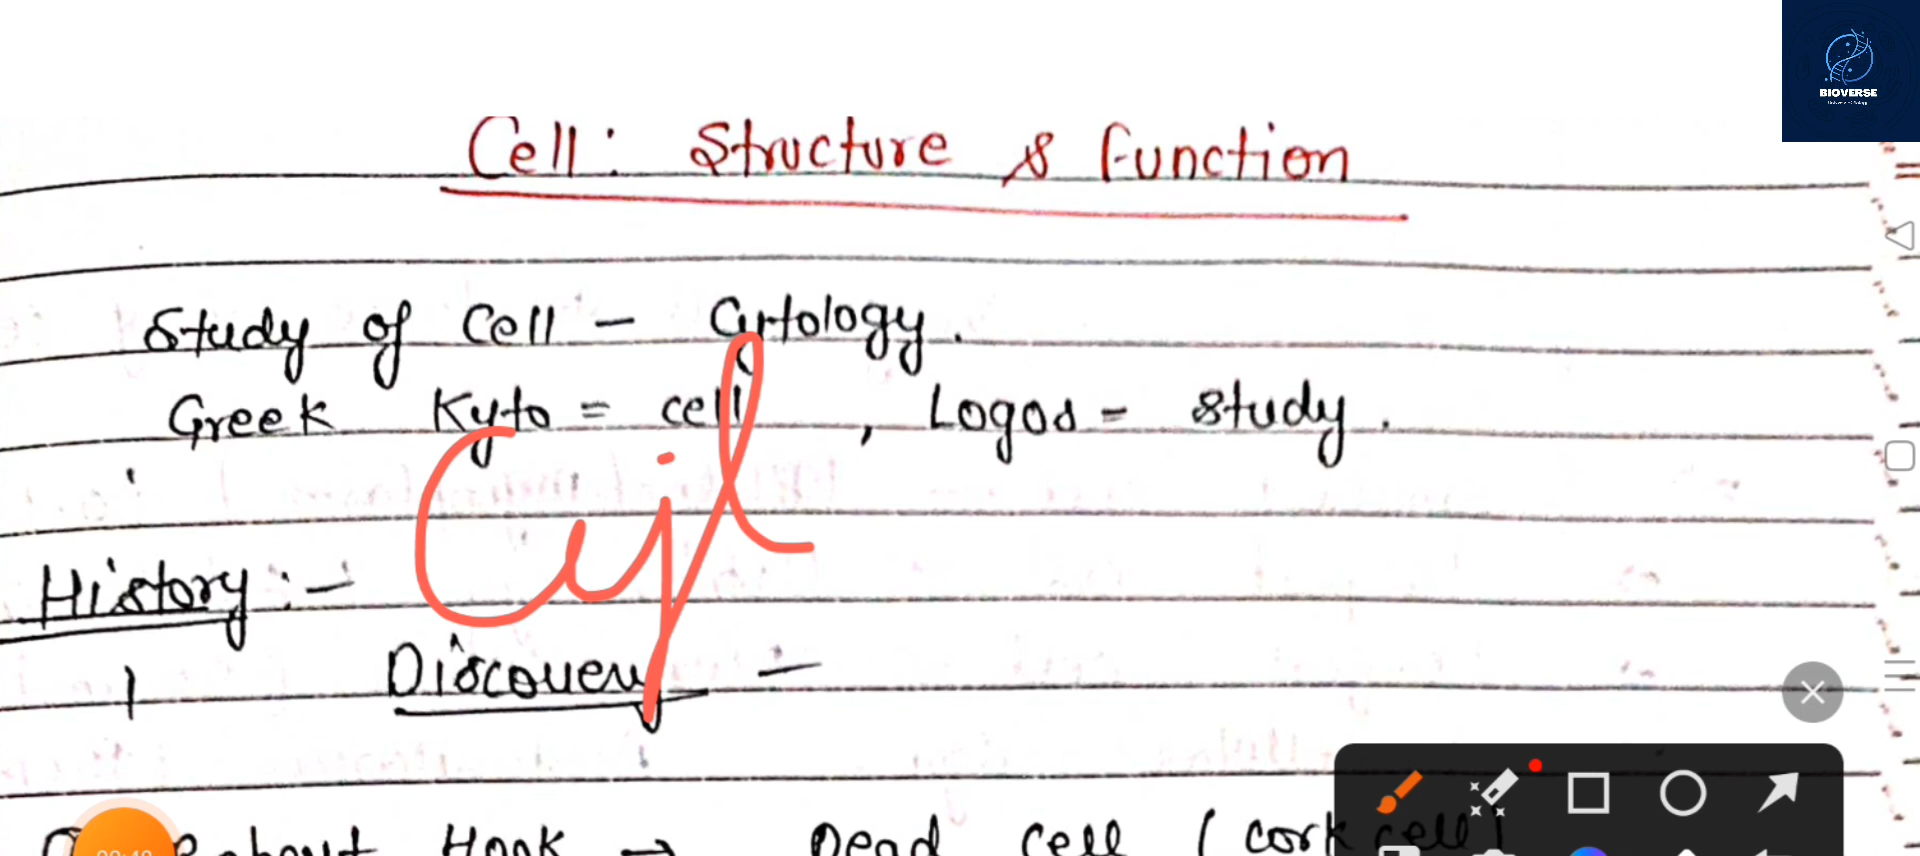 BIOVERSE
Cell: Structure & Function
Study of Cell - Cytology.
Greek Kyto = cell, Logos = study.
History :-
Discovery -
about Hook → Dead cell (cork cell)